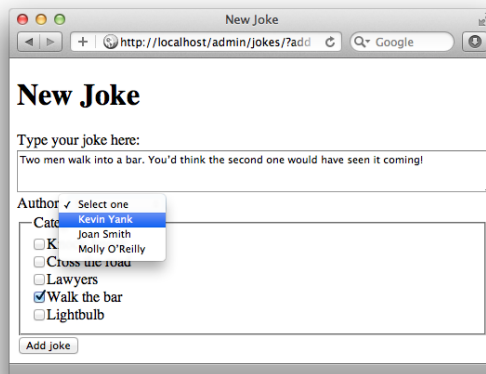 New Joke
http://localhost/admin/jokes/?add
Google
New Joke
Type your joke here:
Two men walk into a bar. You'd think the second one would have seen it coming!
Author
✓ Select one
Kevin Yank
Joan Smith
Molly O'Reilly
Cross the road
Lawyers
Walk the bar
Lightbulb
Add joke